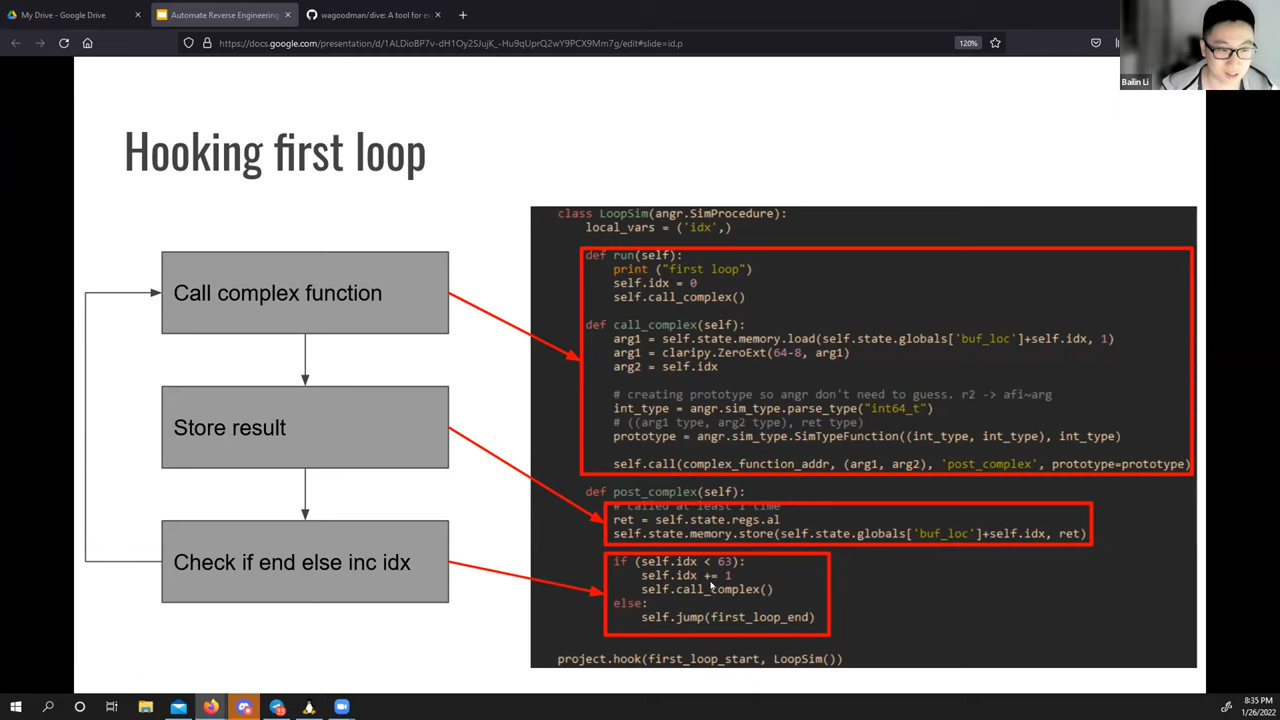 My Drive - Google Drive
Automate Reverse Engineering
wagoodman/dive: A tool for ex
https://docs.google.com/presentation/d/1ALDioBP7v-dH1Oy2SJujK_-Hu9qUprQ2wY9PCX9Mm7g/edit#slide=id.p
120%
Bailin Li
Hooking first loop
Call complex function
Store result
Check if end else inc idx
class LoopSim(angr.SimProcedure):
local_vars = ('idx',)
def run(self):
print ("first loop")
self.idx = 0
self.call_complex()
def call_complex(self):
arg1 = self.state.memory.load(self.state.globals['buf_loc']+self.idx, 1)
arg1 = claripy.ZeroExt(64-8, arg1)
arg2 = self.idx
# creating prototype so angr don't need to guess. r2 -> afi~arg
int_type = angr.sim_type.parse_type("int64_t")
# ((arg1 type, arg2 type), ret type)
prototype = angr.sim_type.SimTypeFunction((int_type, int_type), int_type)
self.call(complex_function_addr, (arg1, arg2), 'post_complex', prototype=prototype)
def post_complex(self):
# called at least 1 time
ret = self.state.regs.al
self.state.memory.store(self.state.globals['buf_loc']+self.idx, ret)
if (self.idx < 63):
self.idx += 1
self.call_complex()
else:
self.jump(first_loop_end)
project.hook(first_loop_start, LoopSim())
8:35 PM
1/26/2022